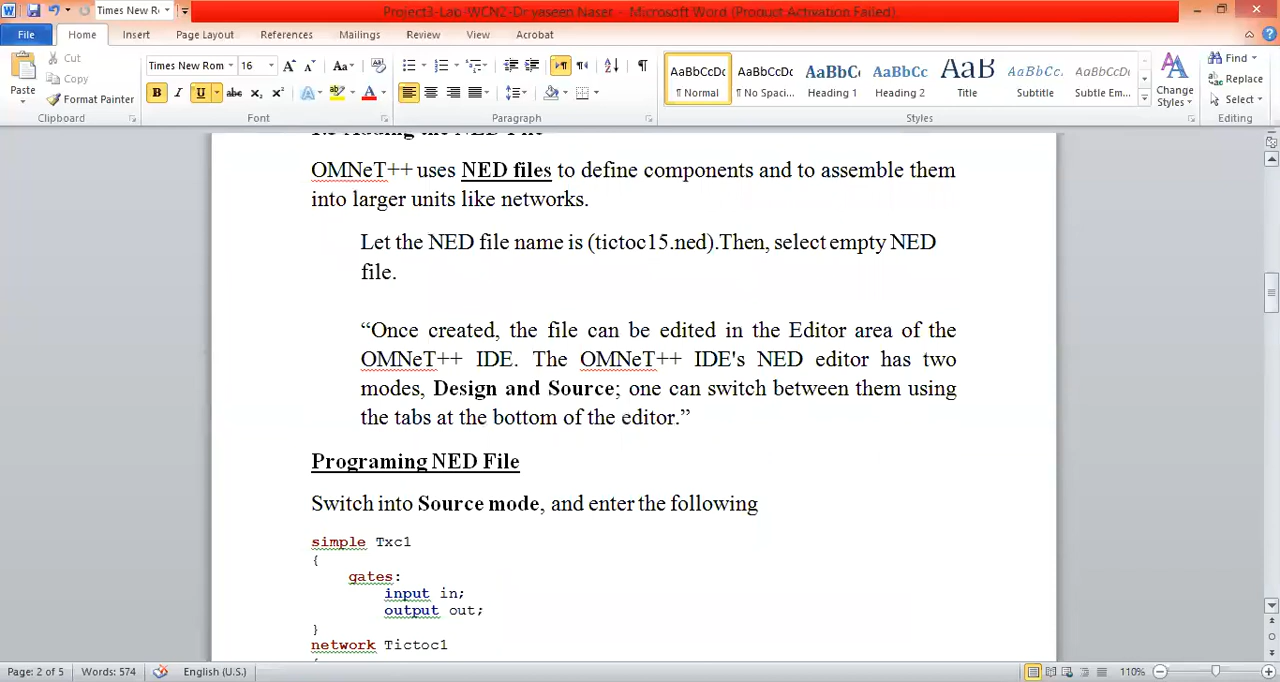 Times New R
Project3-Lap-WCN2-Dr yaseen Naser - Microsoft Word (Product Activation Failed)
File Home Insert Page Layout References Mailings Review View Acrobat
Paste
Cut
Copy
Format Painter
Clipboard
Times New Rom 16
Font
Paragraph
AaBbCcDc AaBbCcDc AaBbC AaBbCc AaB AaBbCc. AaBbCcDc
¶ Normal ¶ No Spaci... Heading 1 Heading 2 Title Subtitle Subtle Em...
Change Styles
Styles
Find
Replace
Select
Editing
Adding the NED File
OMNeT++ uses NED files to define components and to assemble them
into larger units like networks.
Let the NED file name is (tictoc15.ned).Then, select empty NED
file.
“Once created, the file can be edited in the Editor area of the
OMNeT++ IDE. The OMNeT++ IDE's NED editor has two
modes, Design and Source; one can switch between them using
the tabs at the bottom of the editor.”
Programing NED File
Switch into Source mode, and enter the following
simple Txc1
{
gates:
input in;
output out;
}
network Tictoc1
Page: 2 of 5 Words: 574 English (U.S.) 110%